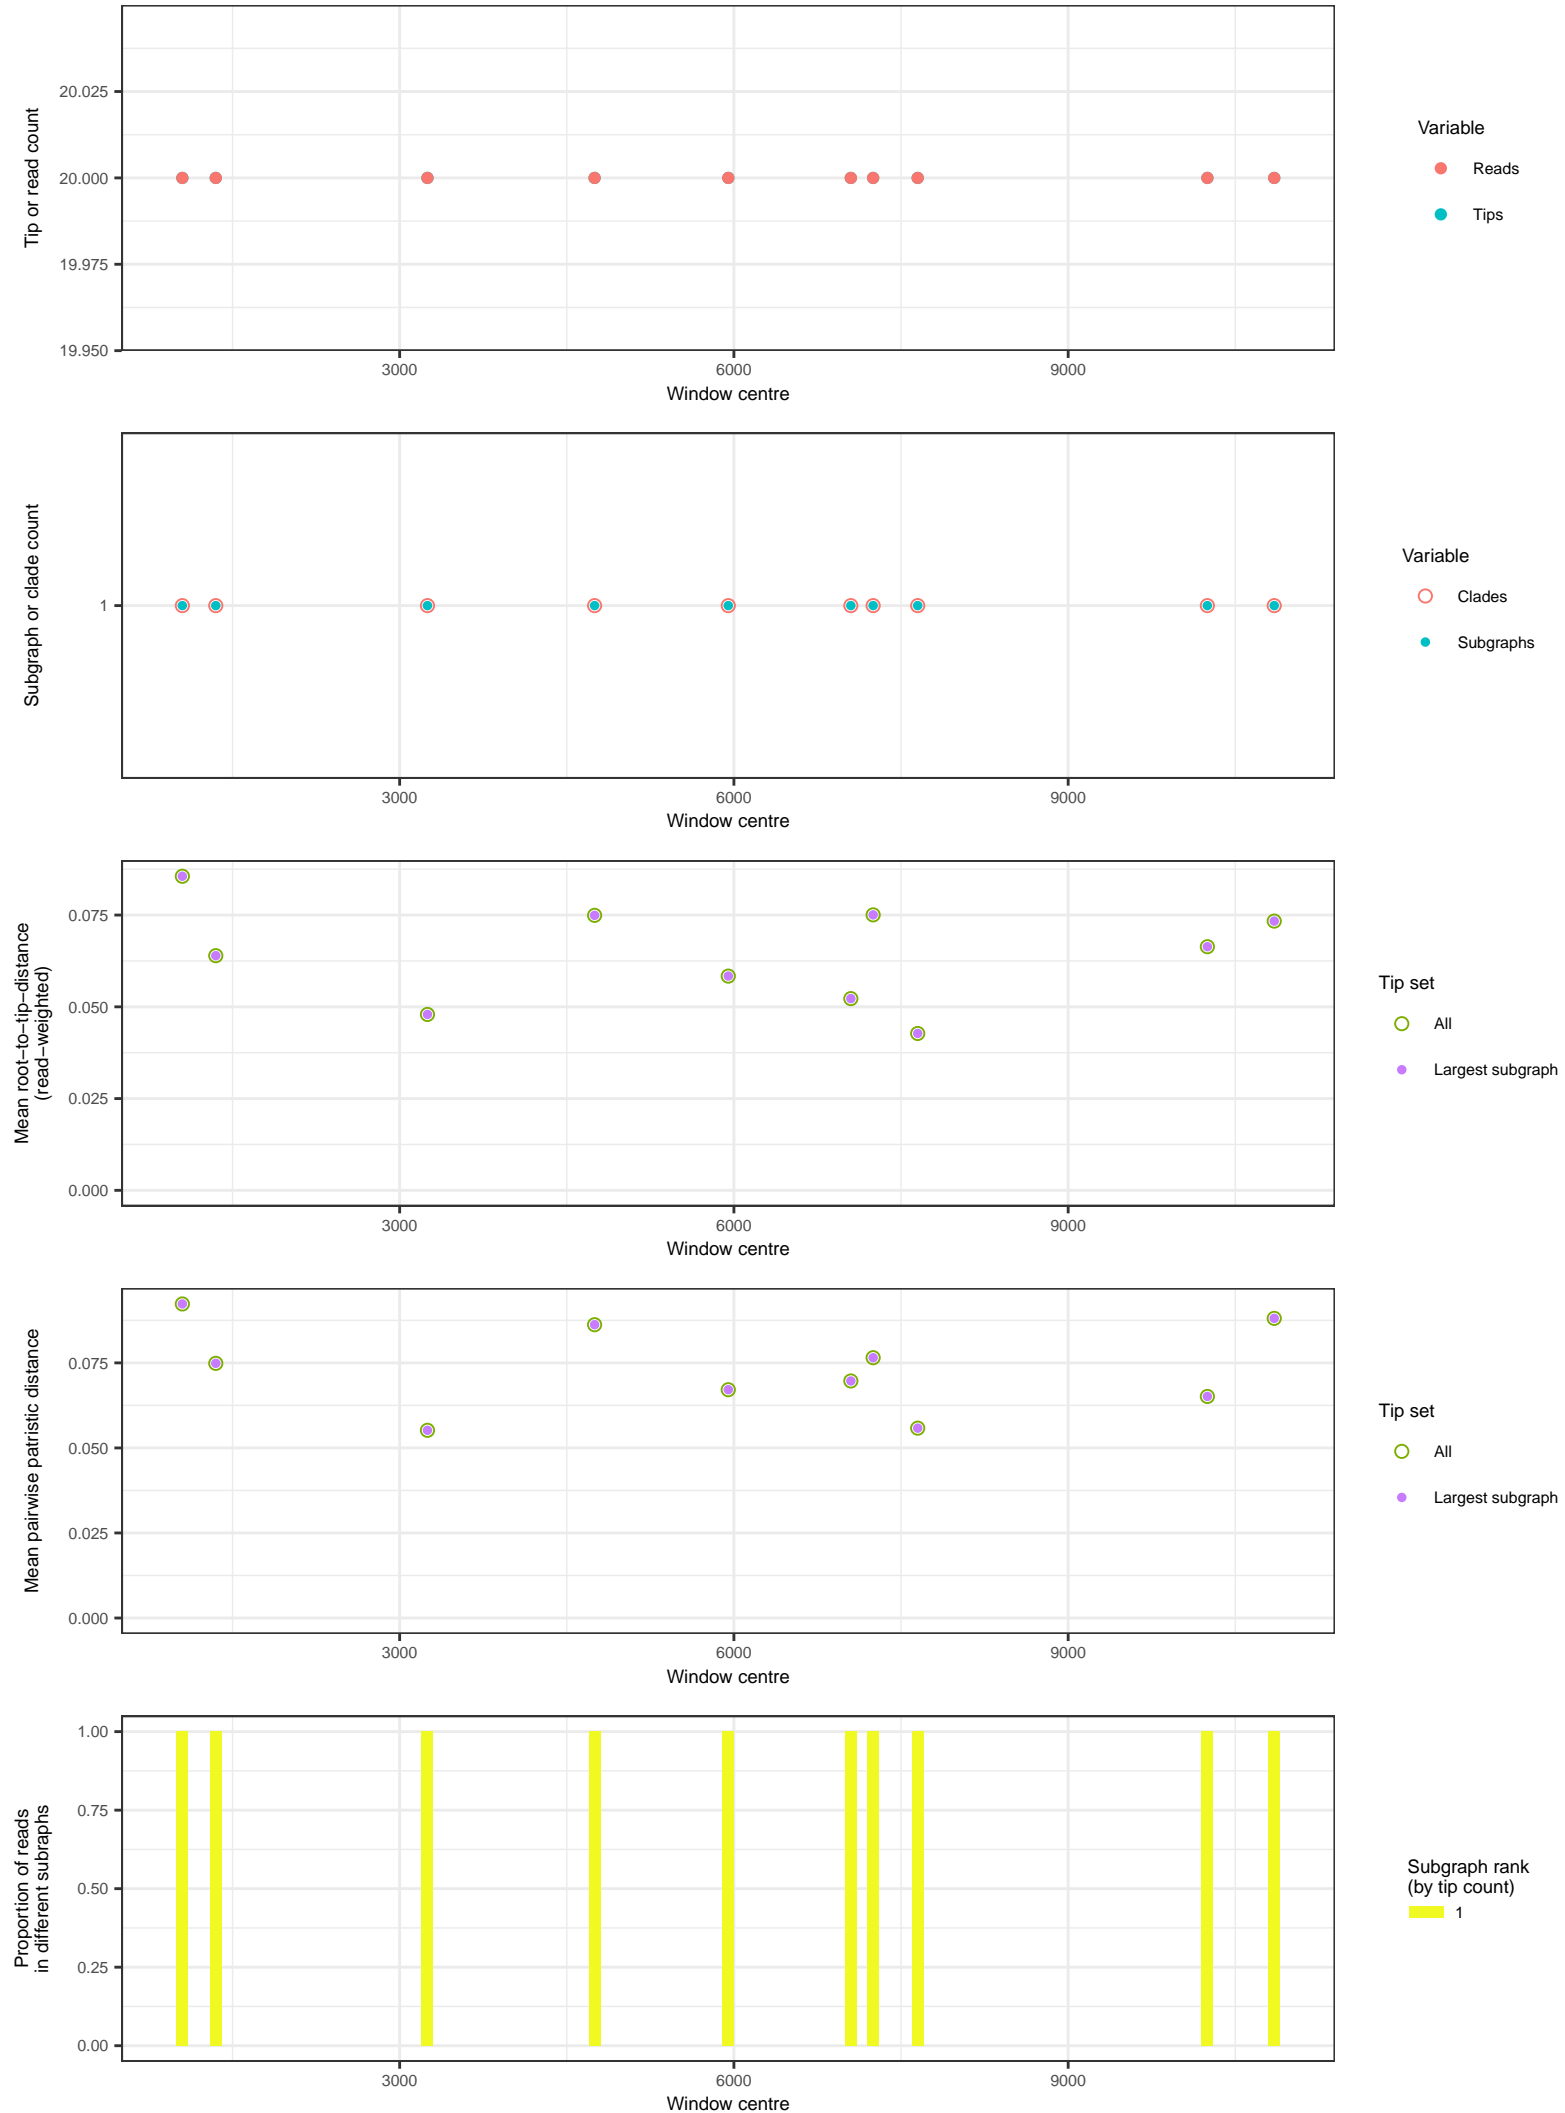 Tip or read count
20.025
20.000
19.975
19.950
3000
6000
9000
Window centre
Variable
Reads
Tips
Subgraph or clade count
1
3000
6000
9000
Window centre
Variable
Clades
Subgraphs
Mean root−to−tip−distance
(read−weighted)
0.075
0.050
0.025
0.000
3000
6000
9000
Window centre
Tip set
All
Largest subgraph
Mean pairwise patristic distance
0.075
0.050
0.025
0.000
3000
6000
9000
Window centre
Tip set
All
Largest subgraph
Proportion of reads
in different subraphs
1.00
0.75
0.50
0.25
0.00
3000
6000
9000
Window centre
Subgraph rank
(by tip count)
1